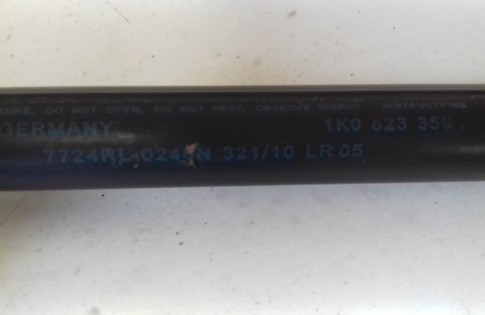 DO NOT OPEN, DO NOT HEAT, OBSERVE INSTRUCTIONS
GERMANY 1K0 823 359
321/10 LR 05